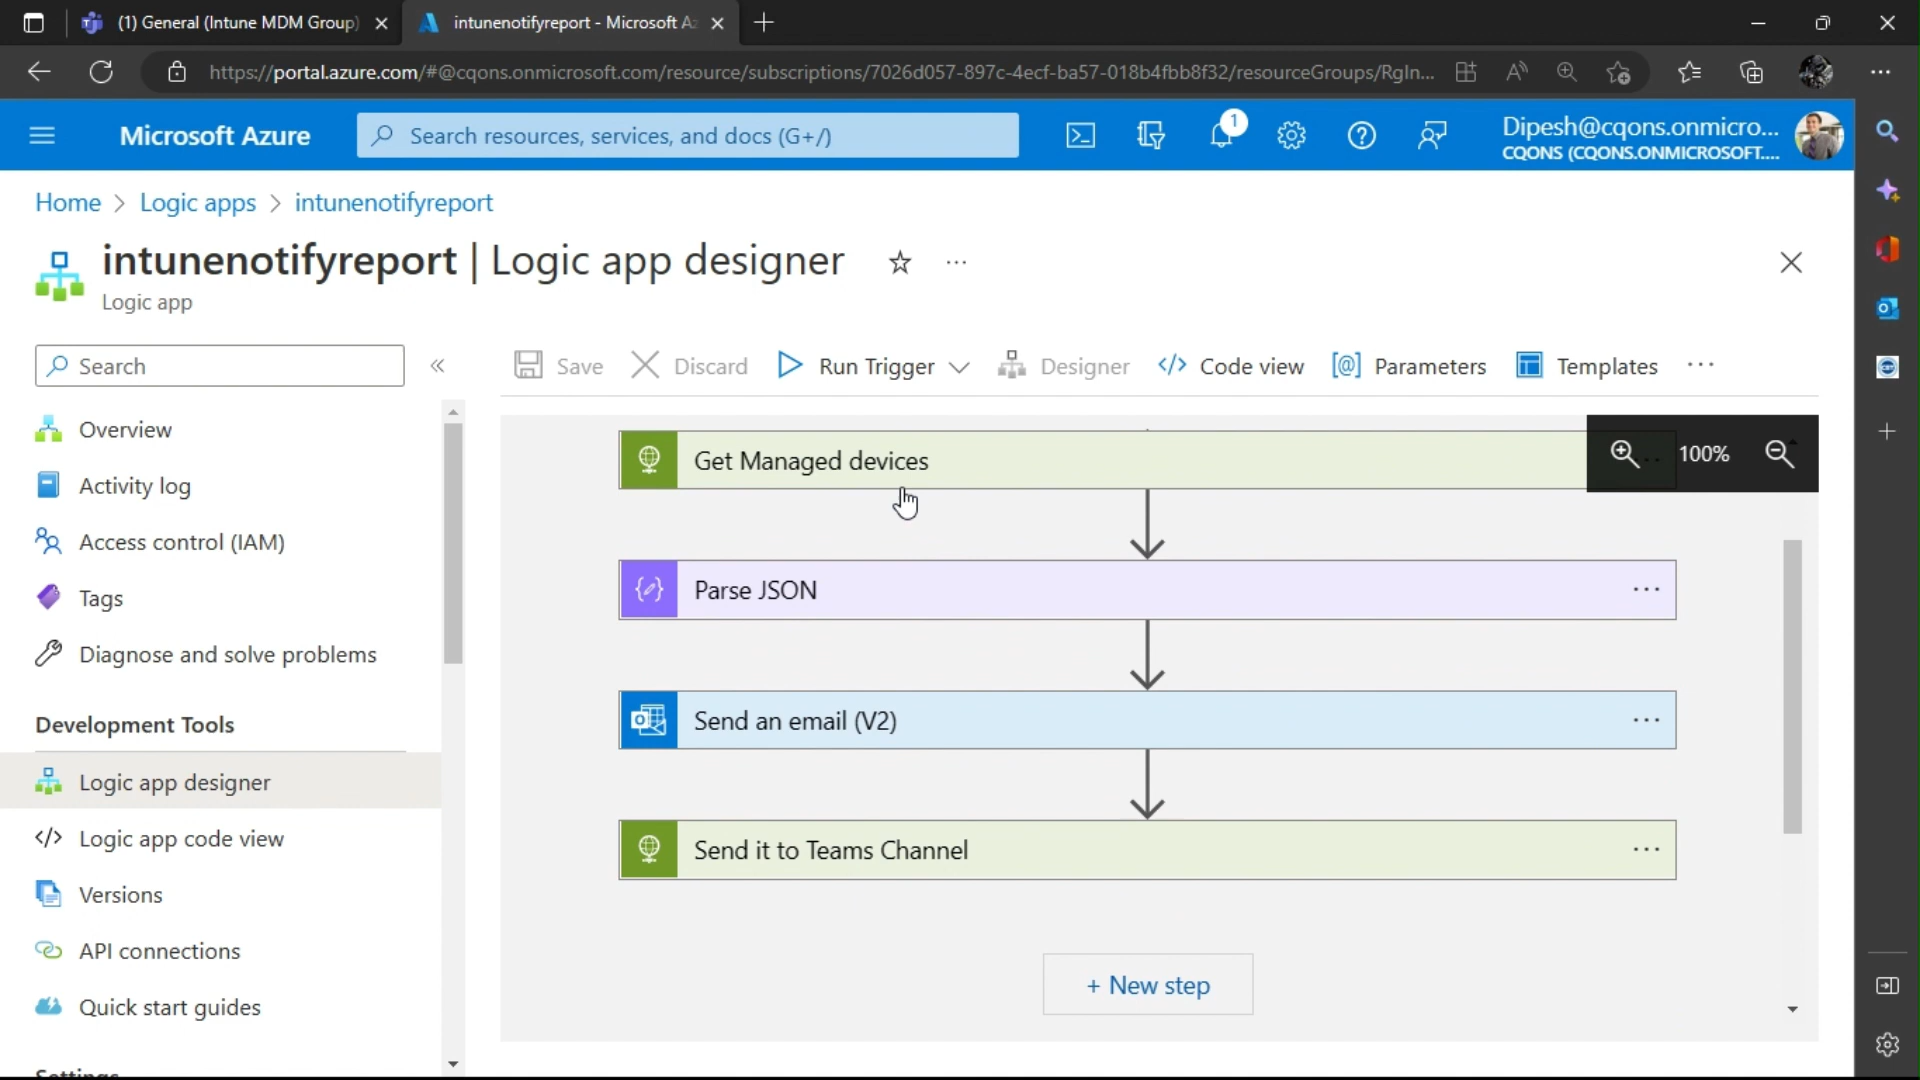 (1) General (Intune MDM Group)
intunenotifyreport - Microsoft Az
https://portal.azure.com/#@cqons.onmicrosoft.com/resource/subscriptions/7026d057-897c-4ecf-ba57-018b4fbb8f32/resourceGroups/RgIn...
Microsoft Azure
Search resources, services, and docs (G+/)
1
Dipesh@cqons.onmicro...
CQONS (CQONS.ONMICROSOFT....
Home > Logic apps > intunenotifyreport
intunenotifyreport | Logic app designer
Logic app
Search
Save
Discard
Run Trigger
Designer
Code view
Parameters
Templates
Overview
Activity log
Access control (IAM)
Tags
Diagnose and solve problems
Development Tools
Logic app designer
Logic app code view
Versions
API connections
Quick start guides
Settings
Get Managed devices
100%
Parse JSON
Send an email (V2)
Send it to Teams Channel
+ New step